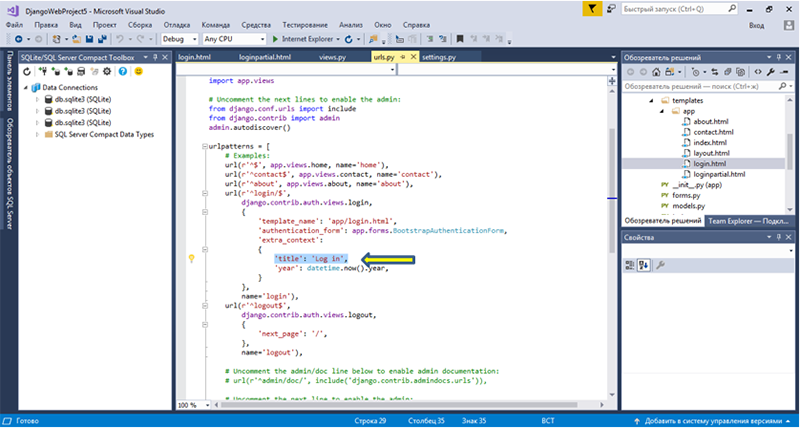 DjangoWebProject5 - Microsoft Visual Studio
Быстрый запуск (Ctrl+Q)
Файл Правка Вид Проект Сборка Отладка Команда Сервис Тестирование Анализ Окно Справка
Вход
Debug Any CPU Internet Explorer
Панель элементов
Обозреватель объектов SQL Server
SQLite/SQL Server Compact Toolbox
Data Connections
db.sqlite3 (SQLite)
db.sqlite3 (SQLite)
db.sqlite3 (SQLite)
SQL Server Compact Data Types
login.html loginpartial.html views.py urls.py settings.py
import app.views
# Uncomment the next lines to enable the admin:
from django.conf.urls import include
from django.contrib import admin
admin.autodiscover()
urlpatterns = [
# Examples:
url(r'^$', app.views.home, name='home'),
url(r'^contact$', app.views.contact, name='contact'),
url(r'^about', app.views.about, name='about'),
url(r'^login/$',
django.contrib.auth.views.login,
{
'template_name': 'app/login.html',
'authentication_form': app.forms.BootstrapAuthenticationForm,
'extra_context':
{
'title': 'Log in',
'year': datetime.now().year,
}
},
name='login'),
url(r'^logout$',
django.contrib.auth.views.logout,
{
'next_page': '/',
},
name='logout'),
# Uncomment the admin/doc line below to enable admin documentation:
# url(r'^admin/doc/', include('django.contrib.admindocs.urls')),
# Uncomment the next line to enable the admin:
100 %
Обозреватель решений
Обозреватель решений — поиск (Ctrl+ж)
templates
app
about.html
contact.html
index.html
layout.html
login.html
loginpartial.html
__init__.py (app)
forms.py
models.py
Обозреватель решений Team Explorer — Подкл...
Свойства
Готово
Строка 29 Столбец 35 Знак 35 ВСТ
Добавить в систему управления версиями